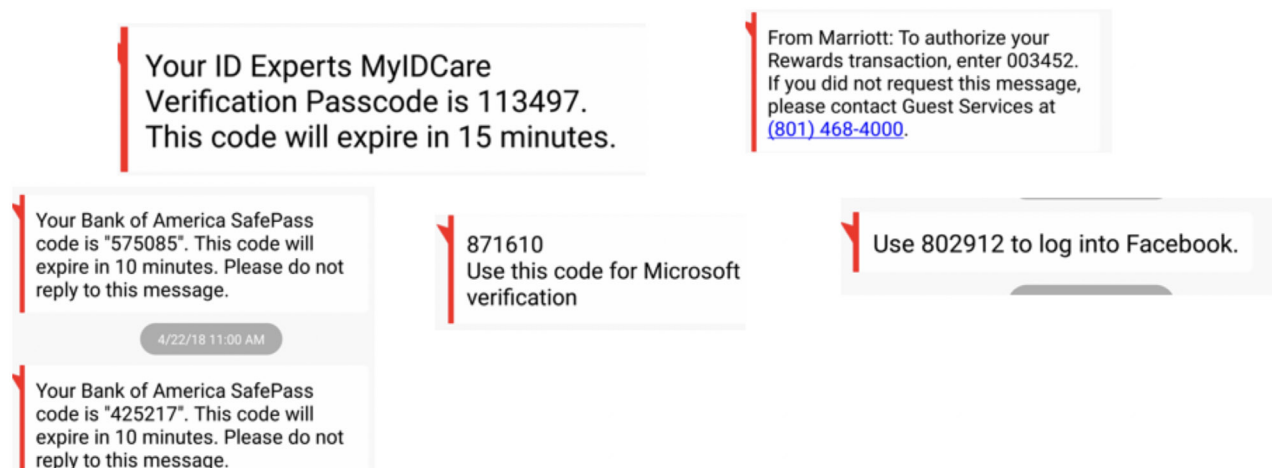 Your ID Experts MyIDCare
Verification Passcode is 113497.
This code will expire in 15 minutes.
From Marriott: To authorize your
Rewards transaction, enter 003452.
If you did not request this message,
please contact Guest Services at
(801) 468-4000.
Your Bank of America SafePass
code is "575085". This code will
expire in 10 minutes. Please do not
reply to this message.
4/22/18 11:00 AM
Your Bank of America SafePass
code is "425217". This code will
expire in 10 minutes. Please do not
reply to this message.
871610
Use this code for Microsoft
verification
Use 802912 to log into Facebook.